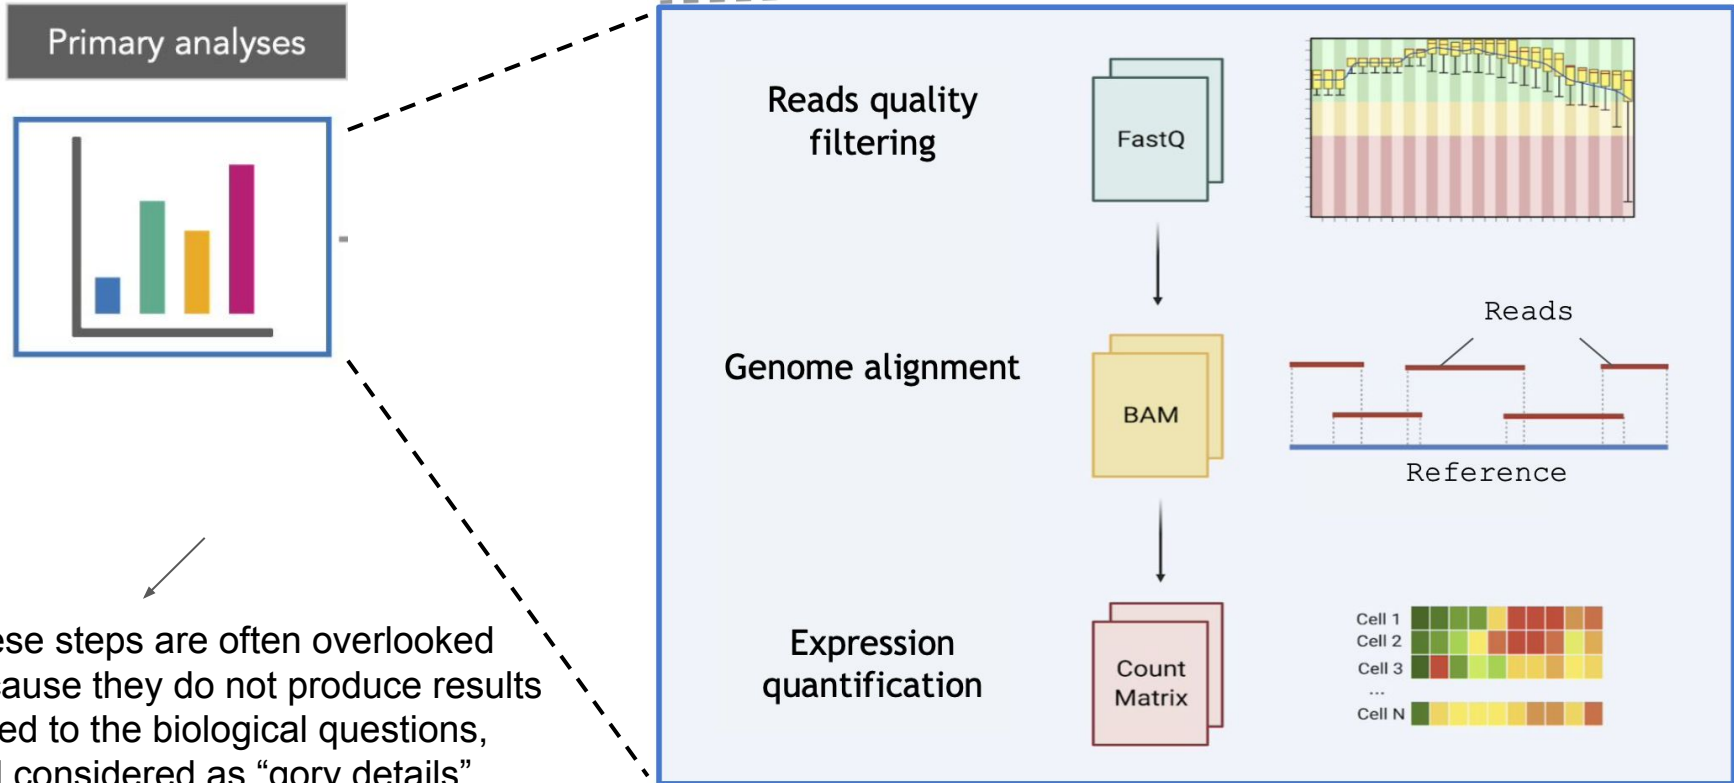 Primary analyses
Reads quality
filtering
FastQ
Reads
Genome alignment
BAM
Reference
Expression
quantification
Count
Matrix
Cell 1
Cell 2
Cell 3
...
Cell N
ese steps are often overlooked
cause they do not produce results
ed to the biological questions,
considered as “gory details”